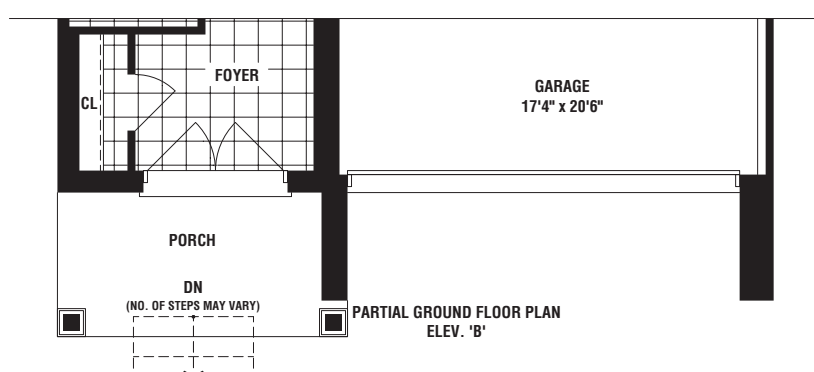 FOYER
GARAGE
17'4" x 20'6"
CL
PORCH
DN
(NO. OF STEPS MAY VARY)
PARTIAL GROUND FLOOR PLAN
ELEV. 'B'